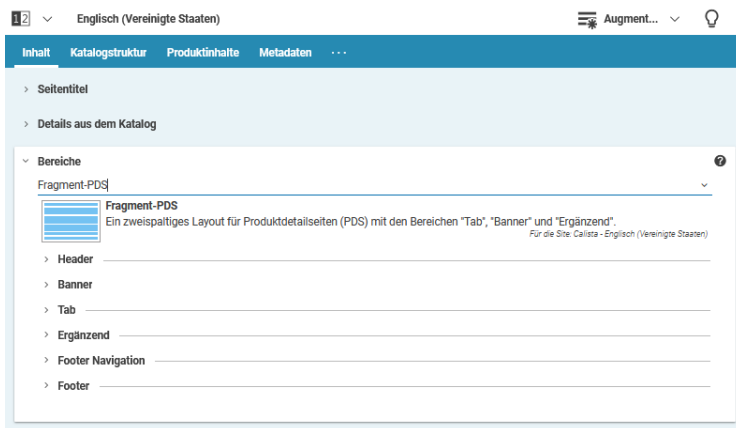 12 Englisch (Vereinigte Staaten) Augment...
Inhalt Katalogstruktur Produktinhalte Metadaten ...
Seitentitel
Details aus dem Katalog
Bereiche
Fragment-PDS
Fragment-PDS
Ein zweispaltiges Layout für Produktdetailseiten (PDS) mit den Bereichen "Tab", "Banner" und "Ergänzend".
Für die Site: Calista - Englisch (Vereinigte Staaten)
Header
Banner
Tab
Ergänzend
Footer Navigation
Footer